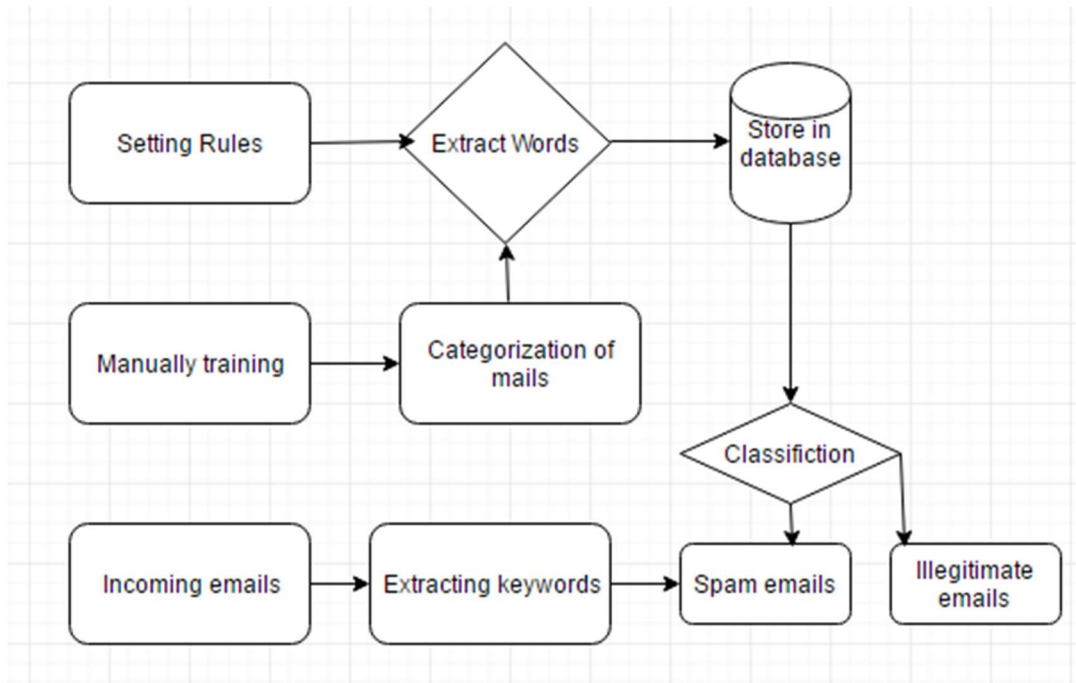 Setting Rules
Extract Words
Store in
database
Manually training
Categorization of
mails
Classifiction
Incoming emails
Extracting keywords
Spam emails
Illegitimate
emails